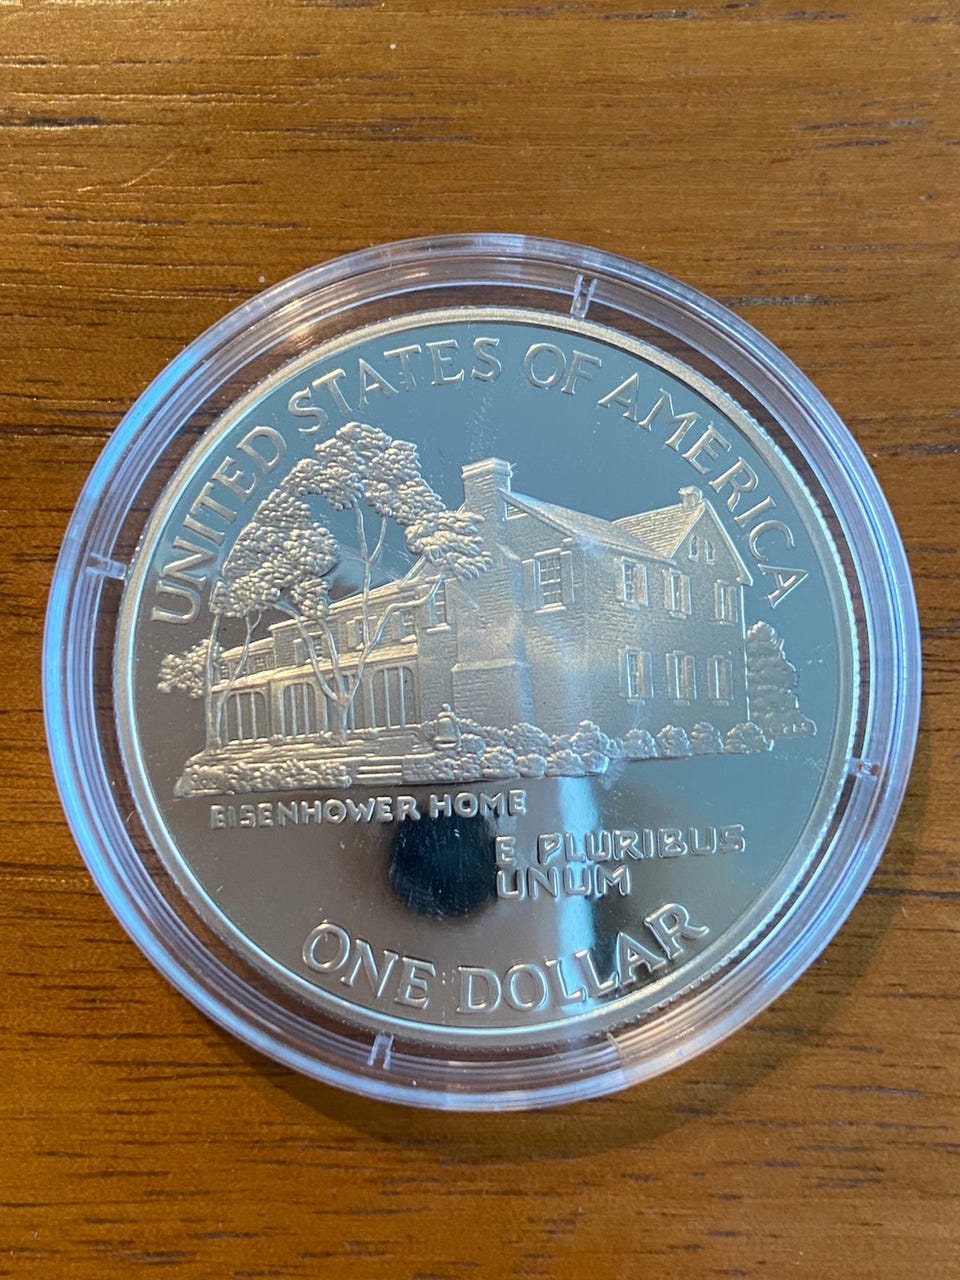 UNITED STATES OF AMERICA
EISENHOWER HOME
E PLURIBUS
UNUM
ONE DOLLAR